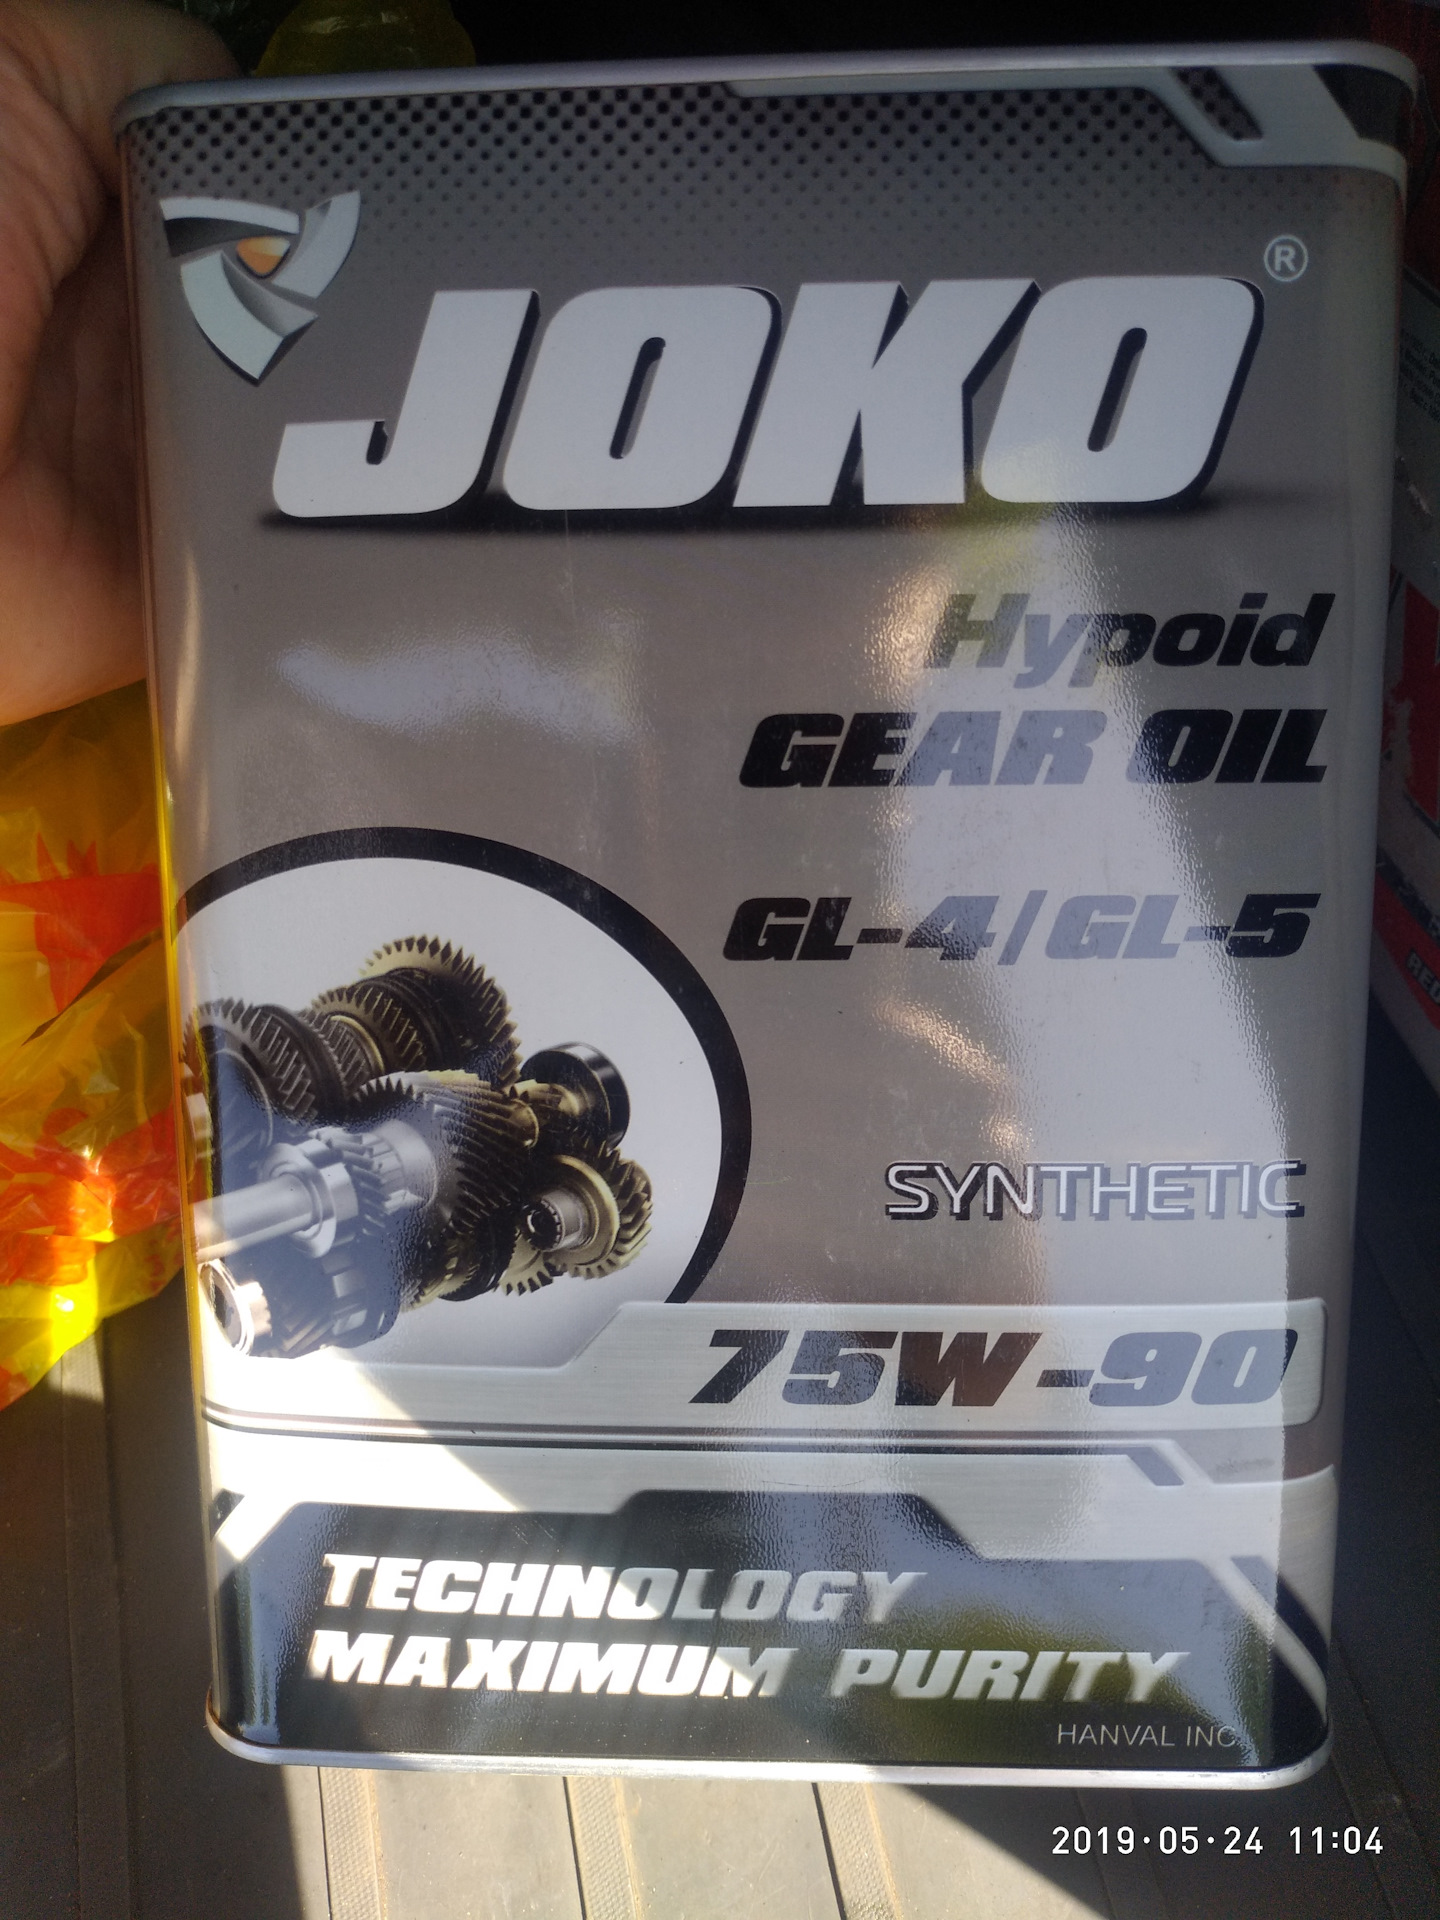 JOKO®
Hypoid
GEAR OIL
GL-4/GL-5
SYNTHETIC
75W-90
TECHNOLOGY
MAXIMUM PURITY
HANVAL INC
2019·05·24 11:04